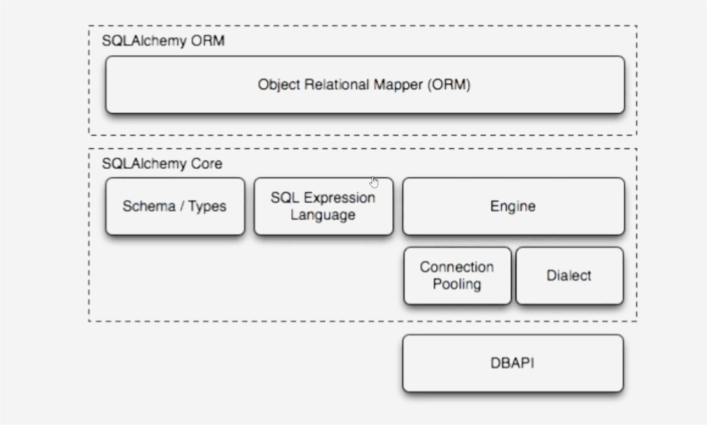 SQLAlchemy ORM
Object Relational Mapper (ORM)
SQLAlchemy Core
Schema / Types
SQL Expression
Language
Engine
Connection
Pooling
Dialect
DBAPI